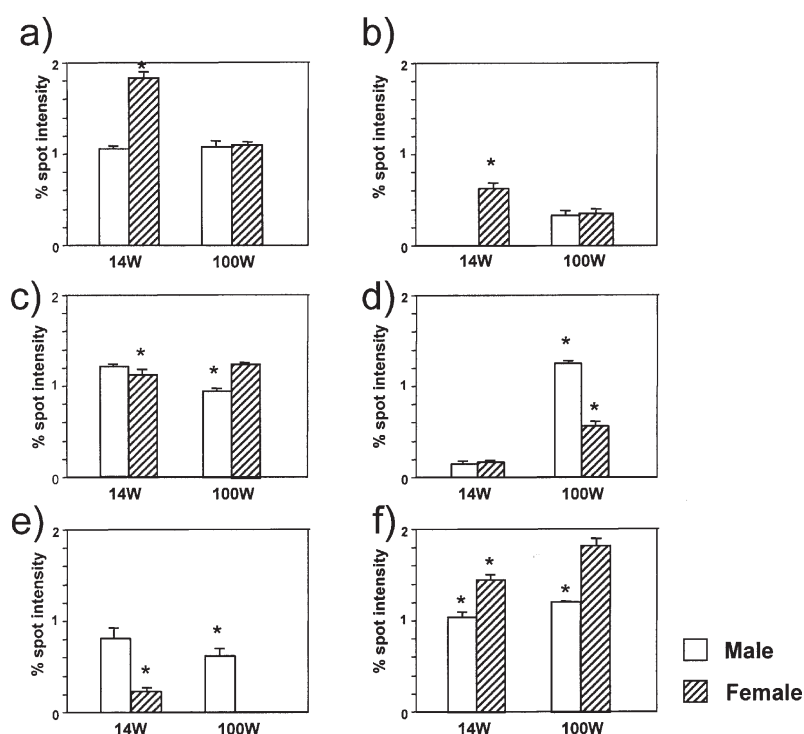 a)
b)
% spot intensity
2
1
0
*
14W
100W
% spot intensity
2
1
0
*
14W
100W
c)
d)
% spot intensity
2
1
0
*
*
14W
100W
% spot intensity
2
1
0
*
*
14W
100W
e)
f)
% spot intensity
2
1
0
*
*
14W
100W
% spot intensity
2
1
0
*
*
*
14W
100W
Male
Female